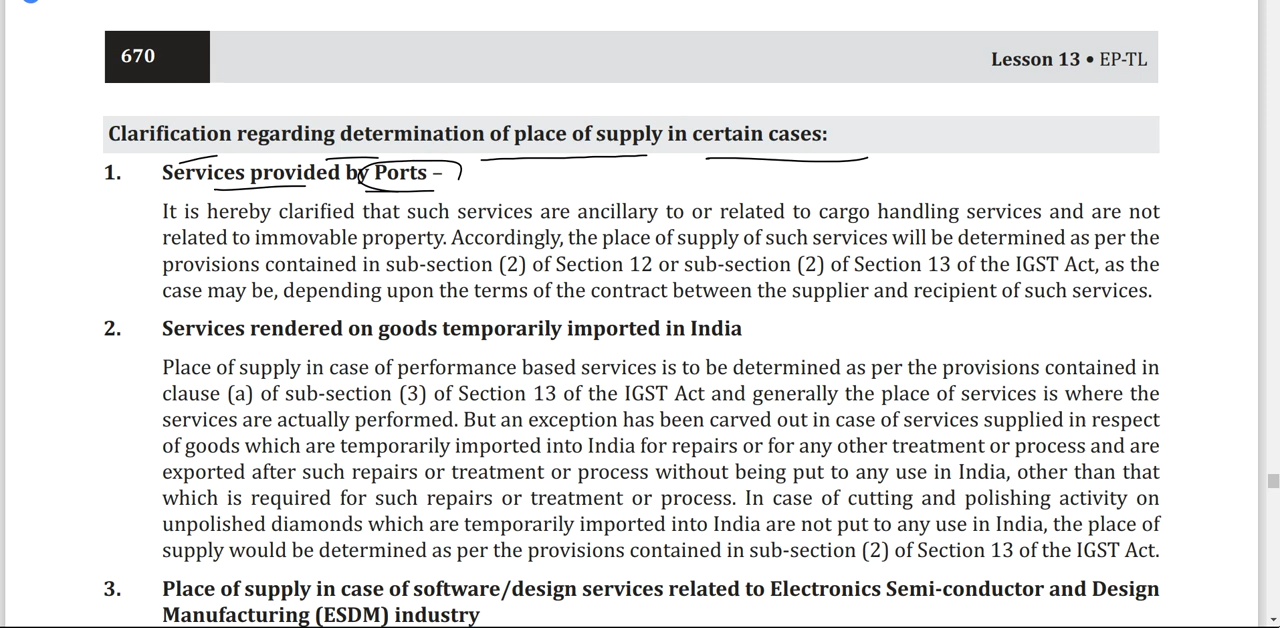 670
Lesson 13 • EP-TL
Clarification regarding determination of place of supply in certain cases:
1. Services provided by Ports –
It is hereby clarified that such services are ancillary to or related to cargo handling services and are not
related to immovable property. Accordingly, the place of supply of such services will be determined as per the
provisions contained in sub-section (2) of Section 12 or sub-section (2) of Section 13 of the IGST Act, as the
case may be, depending upon the terms of the contract between the supplier and recipient of such services.
2. Services rendered on goods temporarily imported in India
Place of supply in case of performance based services is to be determined as per the provisions contained in
clause (a) of sub-section (3) of Section 13 of the IGST Act and generally the place of services is where the
services are actually performed. But an exception has been carved out in case of services supplied in respect
of goods which are temporarily imported into India for repairs or for any other treatment or process and are
exported after such repairs or treatment or process without being put to any use in India, other than that
which is required for such repairs or treatment or process. In case of cutting and polishing activity on
unpolished diamonds which are temporarily imported into India are not put to any use in India, the place of
supply would be determined as per the provisions contained in sub-section (2) of Section 13 of the IGST Act.
3. Place of supply in case of software/design services related to Electronics Semi-conductor and Design
Manufacturing (ESDM) industry